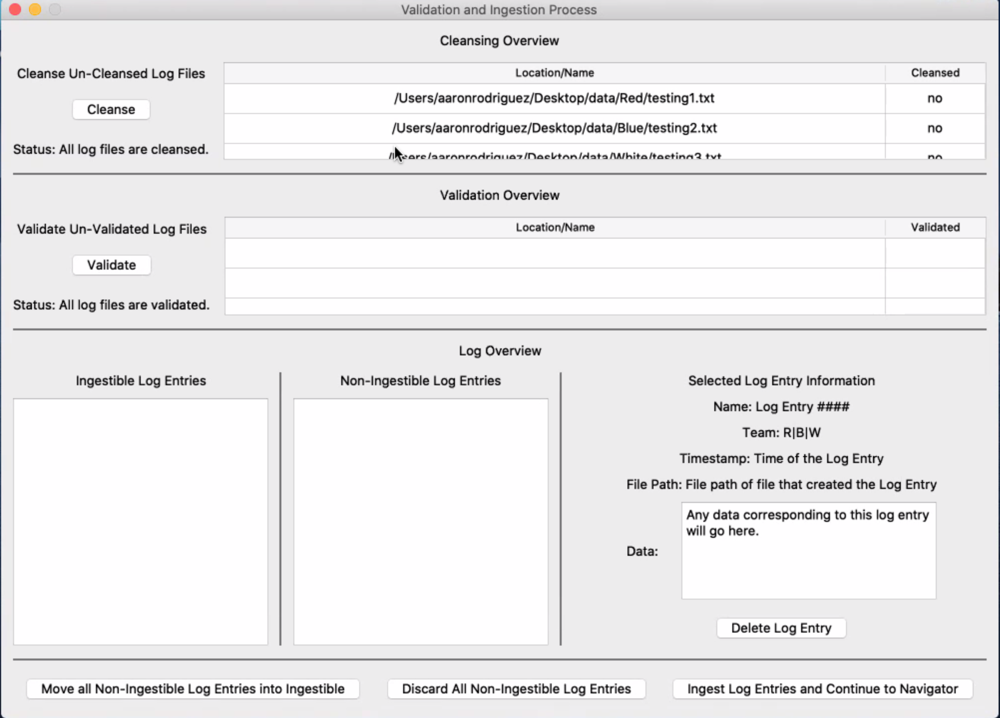 Validation and Ingestion Process
Cleansing Overview
Cleanse Un-Cleansed Log Files
Cleanse
Status: All log files are cleansed.
Location/Name Cleansed
/Users/aaronrodriguez/Desktop/data/Red/testing1.txt no
/Users/aaronrodriguez/Desktop/data/Blue/testing2.txt no
/Users/aaronrodriguez/Desktop/data/White/testing3.txt no
Validation Overview
Validate Un-Validated Log Files
Validate
Status: All log files are validated.
Location/Name Validated
Log Overview
Ingestible Log Entries
Non-Ingestible Log Entries
Selected Log Entry Information
Name: Log Entry ####
Team: R|B|W
Timestamp: Time of the Log Entry
File Path: File path of file that created the Log Entry
Data:
Any data corresponding to this log entry
will go here.
Delete Log Entry
Move all Non-Ingestible Log Entries into Ingestible
Discard All Non-Ingestible Log Entries
Ingest Log Entries and Continue to Navigator